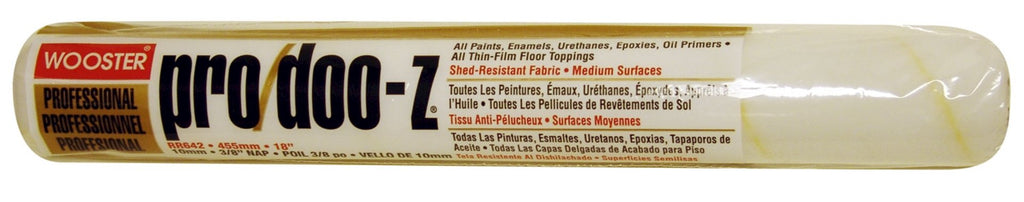 WOOSTER®
PROFESSIONAL
PROFESSIONNEL
PROFESIONAL
pro/doo-z®
RR642 • 455mm • 18"
10mm • 3/8" NAP • POIL 3/8 po • VELLO DE 10mm
All Paints, Enamels, Urethanes, Epoxies, Oil Primers •
All Thin-Film Floor Toppings
Shed-Resistant Fabric • Medium Surfaces
Toutes Les Peintures, Émaux, Uréthanes, Époxydes, Apprêts à
l'Huile • Toutes Les Pellicules de Revêtements de Sol
Tissu Anti-Pélucheux • Surfaces Moyennes
Todas Las Pinturas, Esmaltes, Uretanos, Epoxias, Tapaporos de
Aceite • Todas Las Capas Delgadas de Acabado para Piso
Tela Resistente Al Dishilachado • Superficies Semilisas